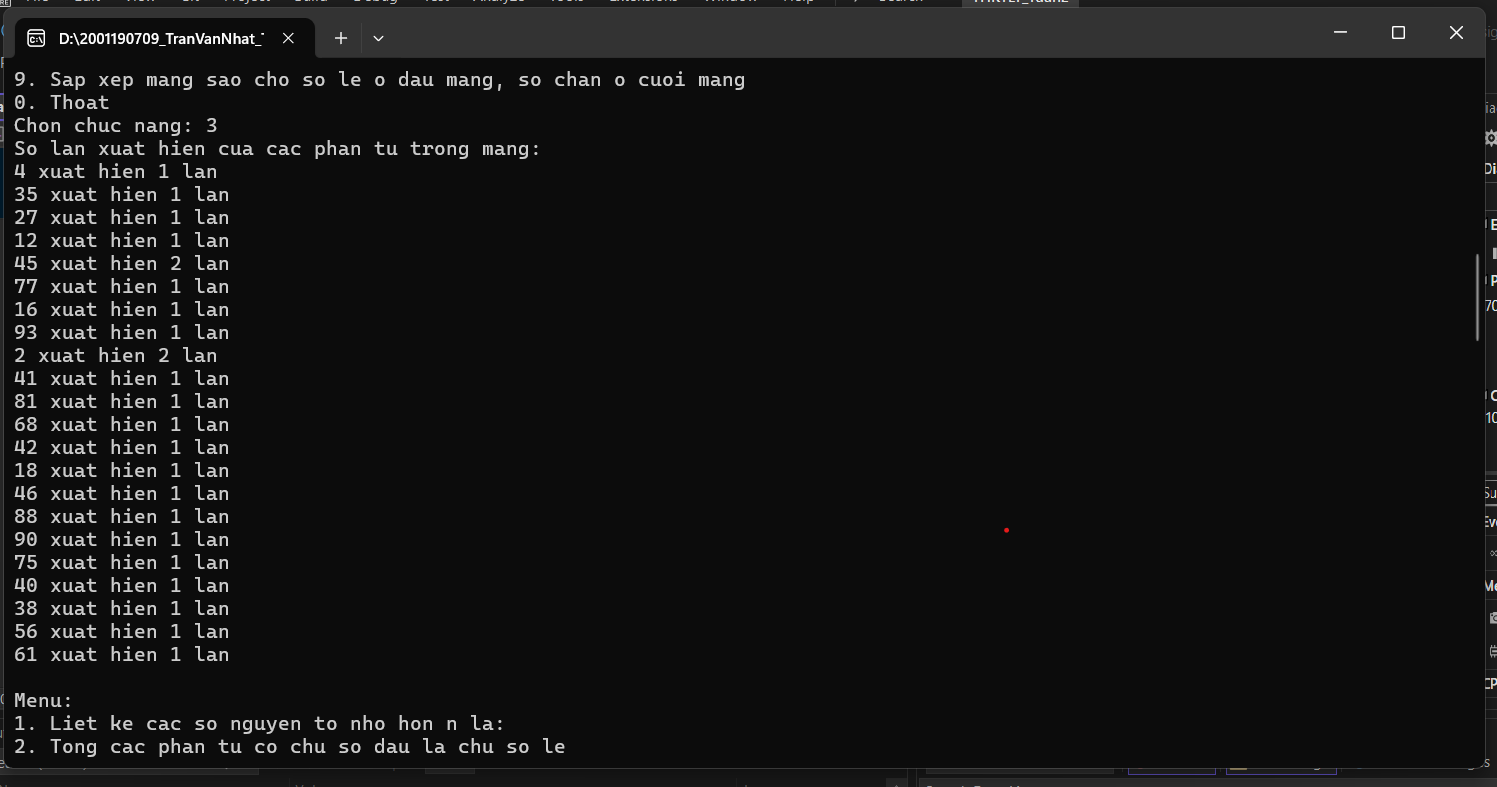 D:\2001190709_TranVanNhat_
9. Sap xep mang sao cho so le o dau mang, so chan o cuoi mang
0. Thoat
Chon chuc nang: 3
So lan xuat hien cua cac phan tu trong mang:
4 xuat hien 1 lan
35 xuat hien 1 lan
27 xuat hien 1 lan
12 xuat hien 1 lan
45 xuat hien 2 lan
77 xuat hien 1 lan
16 xuat hien 1 lan
93 xuat hien 1 lan
2 xuat hien 2 lan
41 xuat hien 1 lan
81 xuat hien 1 lan
68 xuat hien 1 lan
42 xuat hien 1 lan
18 xuat hien 1 lan
46 xuat hien 1 lan
88 xuat hien 1 lan
90 xuat hien 1 lan
75 xuat hien 1 lan
40 xuat hien 1 lan
38 xuat hien 1 lan
56 xuat hien 1 lan
61 xuat hien 1 lan
Menu:
1. Liet ke cac so nguyen to nho hon n la:
2. Tong cac phan tu co chu so dau la chu so le